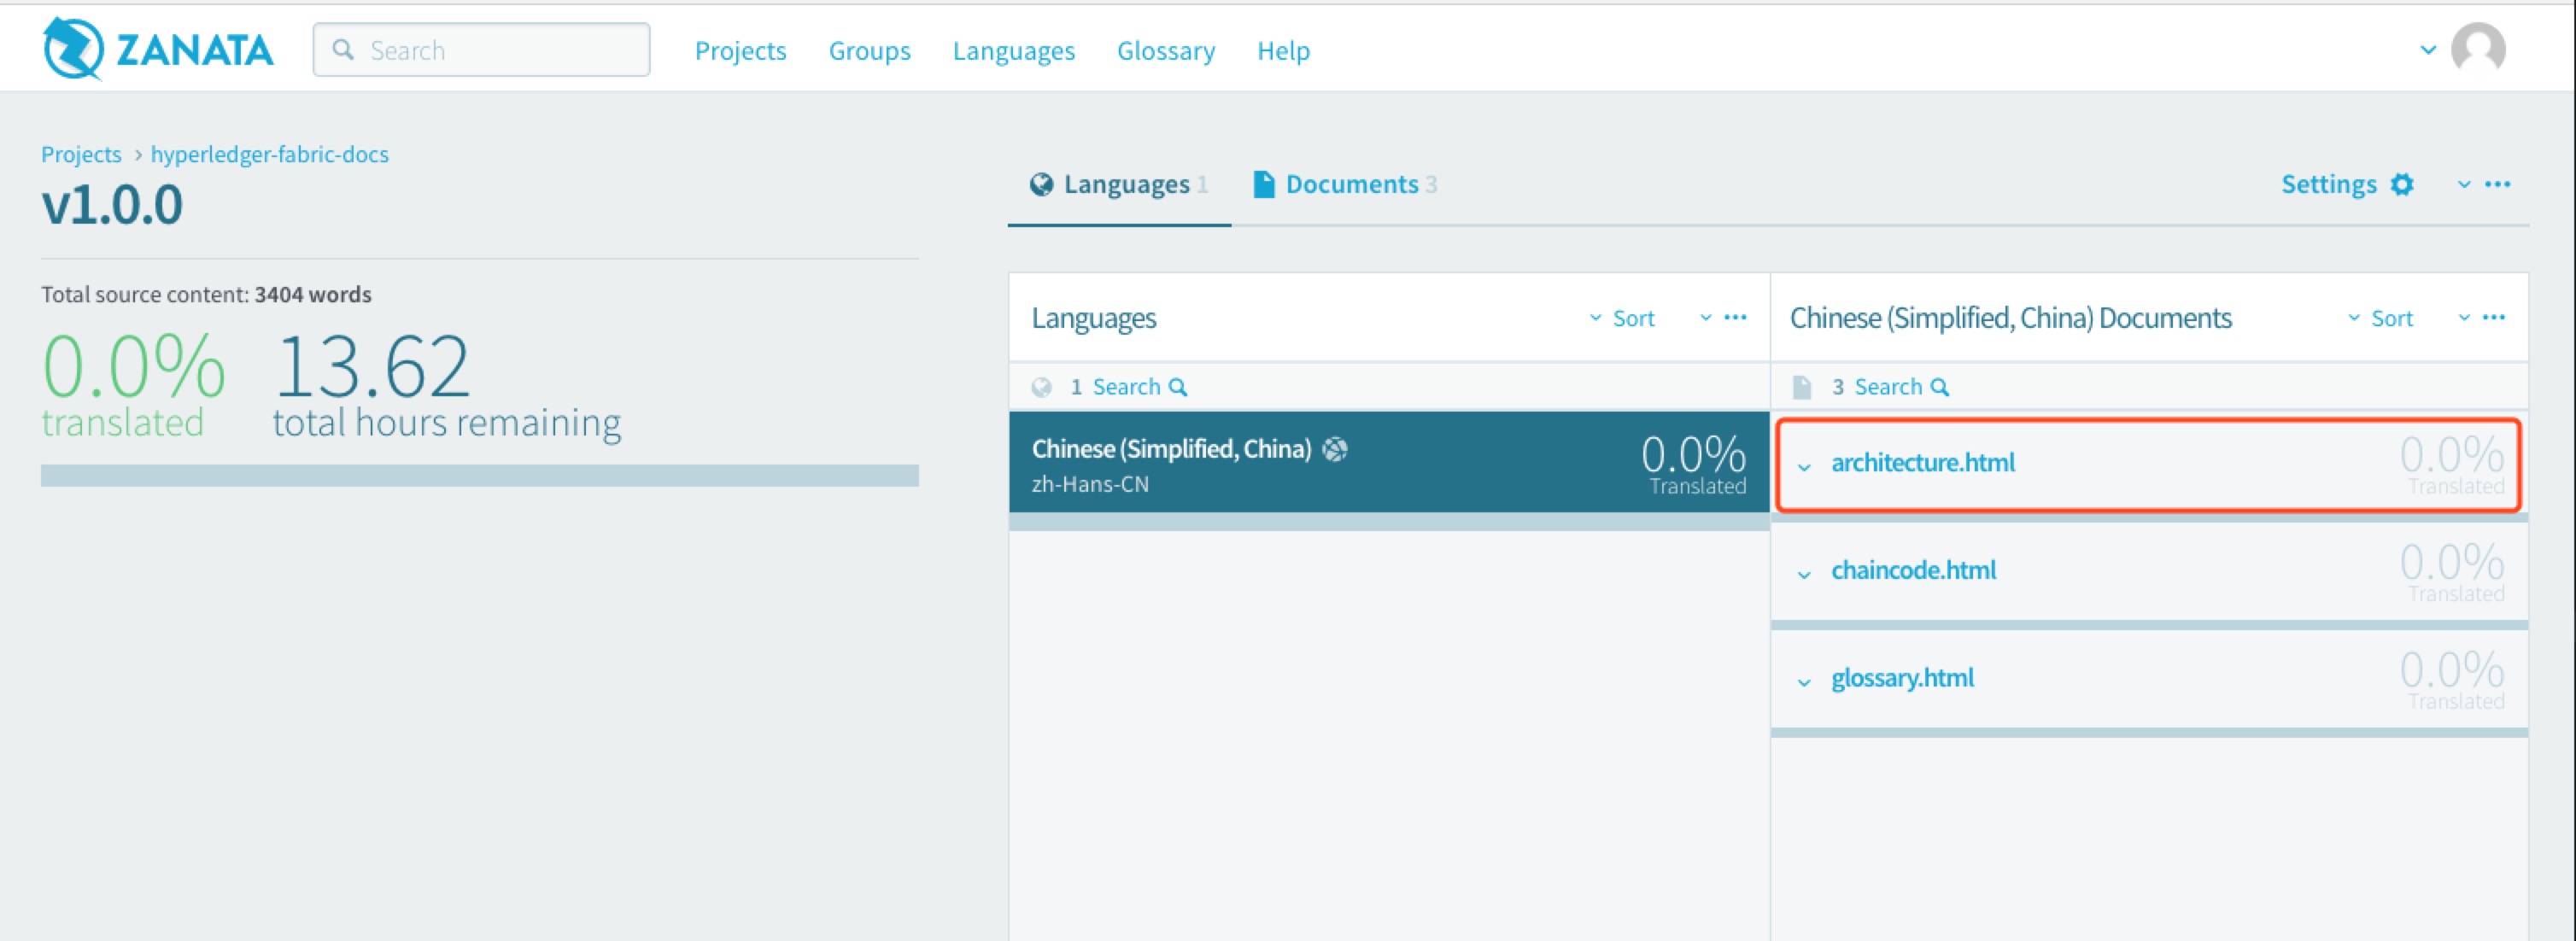 ZANATA
Search
Projects
Groups
Languages
Glossary
Help
Projects › hyperledger-fabric-docs
v1.0.0
Total source content: 3404 words
0.0%
translated
13.62
total hours remaining
Languages 1
Documents 3
Settings
Languages
Sort
1 Search
Chinese (Simplified, China)
zh-Hans-CN
0.0%
Translated
Chinese (Simplified, China) Documents
Sort
3 Search
architecture.html
0.0%
Translated
chaincode.html
0.0%
Translated
glossary.html
0.0%
Translated